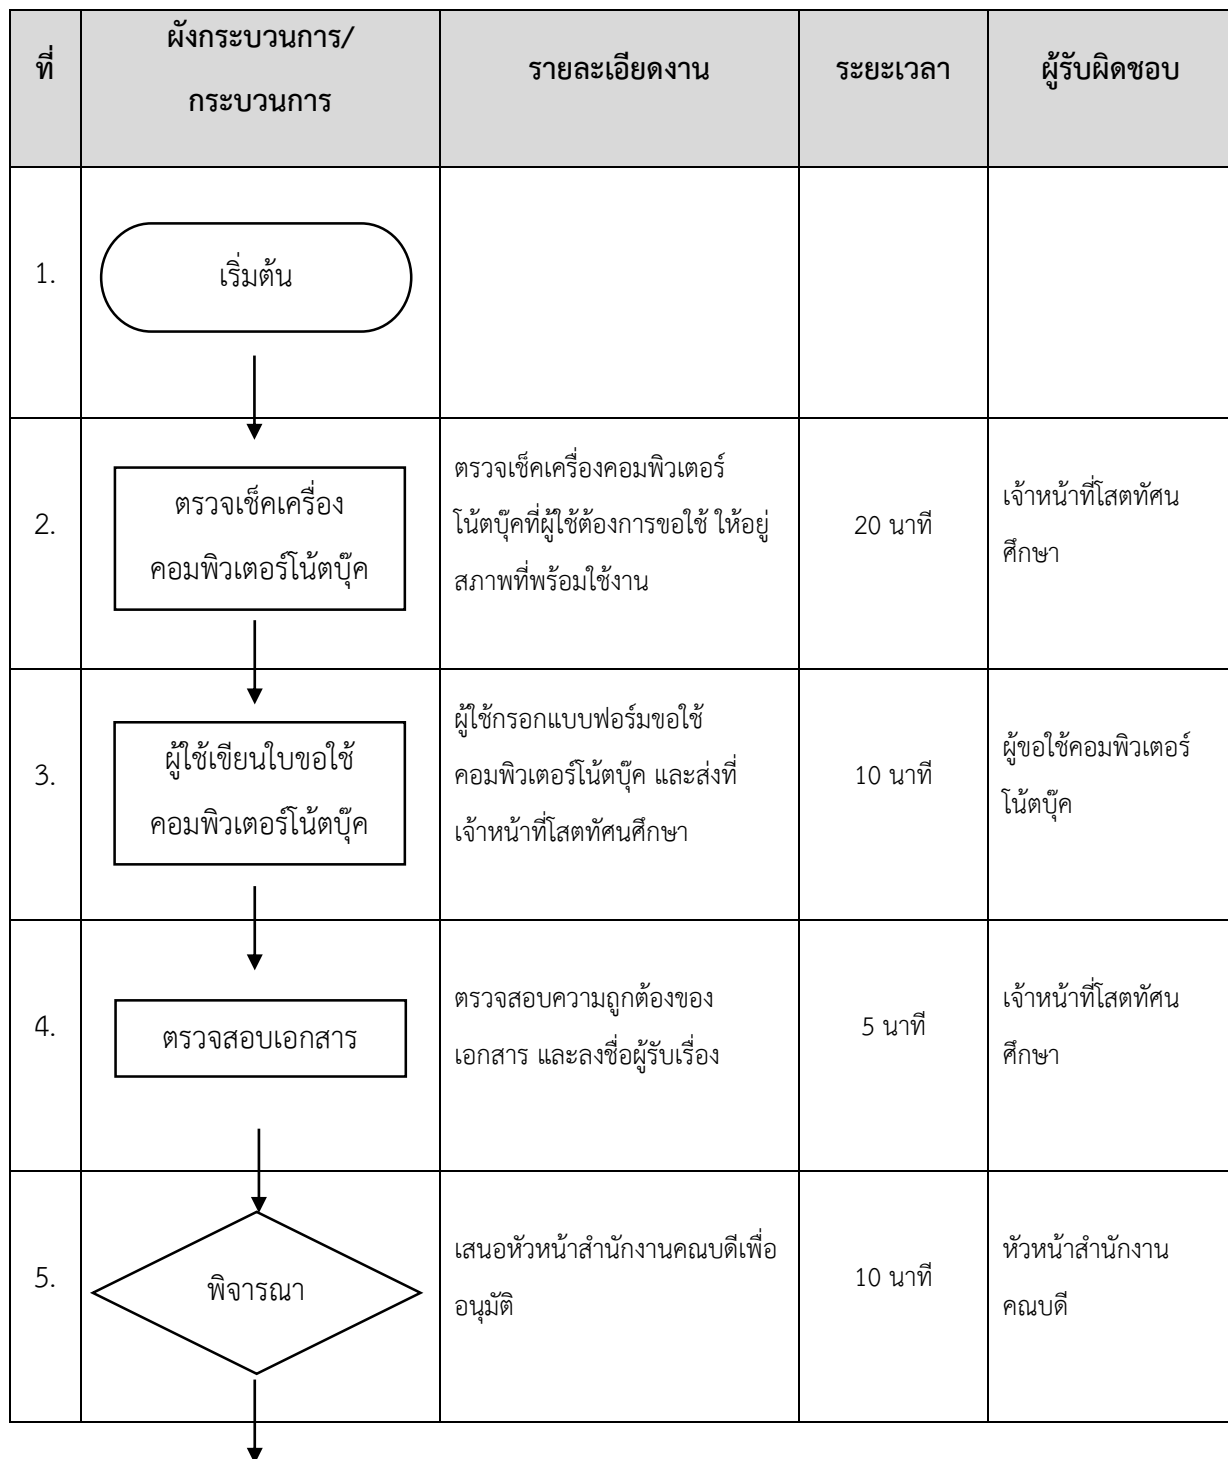 ที่
ผังกระบวนการ/
กระบวนการ
รายละเอียดงาน
ระยะเวลา
ผู้รับผิดชอบ
1.
เริ่มต้น
2.
ตรวจเช็คเครื่อง
คอมพิวเตอร์โน้ตบุ๊ค
ตรวจเช็คเครื่องคอมพิวเตอร์
โน้ตบุ๊คที่ผู้ใช้ต้องการขอใช้ ให้อยู่
สภาพที่พร้อมใช้งาน
20 นาที
เจ้าหน้าที่โสตทัศน
ศึกษา
3.
ผู้ใช้เขียนใบขอใช้
คอมพิวเตอร์โน้ตบุ๊ค
ผู้ใช้กรอกแบบฟอร์มขอใช้
คอมพิวเตอร์โน้ตบุ๊ค และส่งที่
เจ้าหน้าที่โสตทัศนศึกษา
10 นาที
ผู้ขอใช้คอมพิวเตอร์
โน้ตบุ๊ค
4.
ตรวจสอบเอกสาร
ตรวจสอบความถูกต้องของ
เอกสาร และลงชื่อผู้รับเรื่อง
5 นาที
เจ้าหน้าที่โสตทัศน
ศึกษา
5.
พิจารณา
เสนอหัวหน้าสำนักงานคณบดีเพื่อ
อนุมัติ
10 นาที
หัวหน้าสำนักงาน
คณบดี